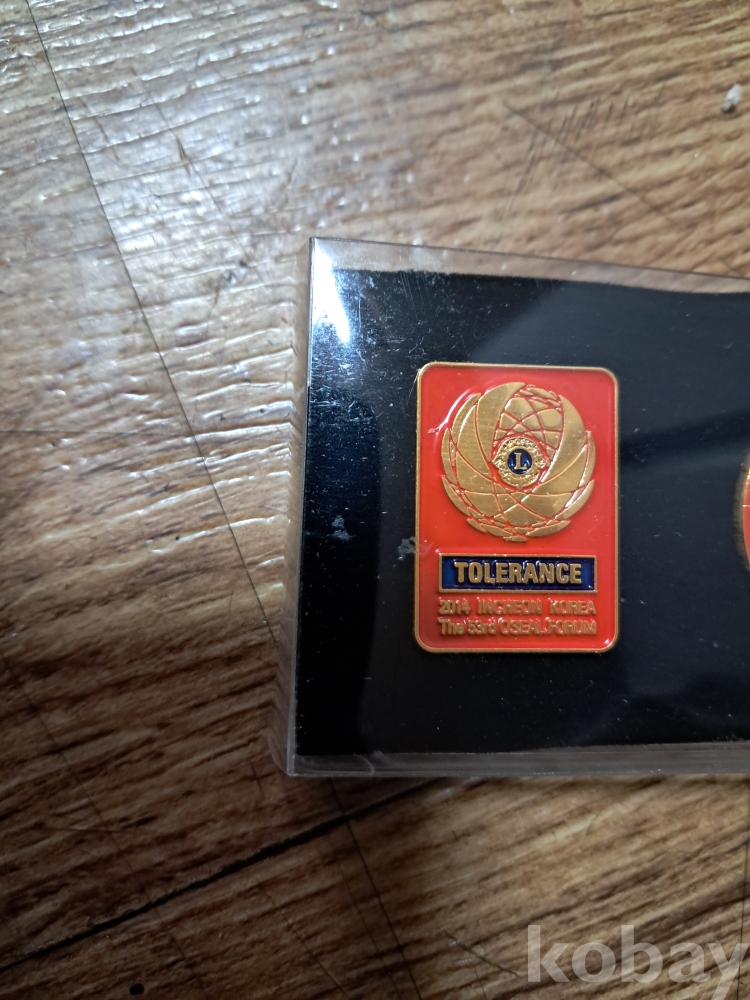 L
TOLERANCE
2014 INCHEON KOREA
The 53rd OSEAL FORUM
kobay